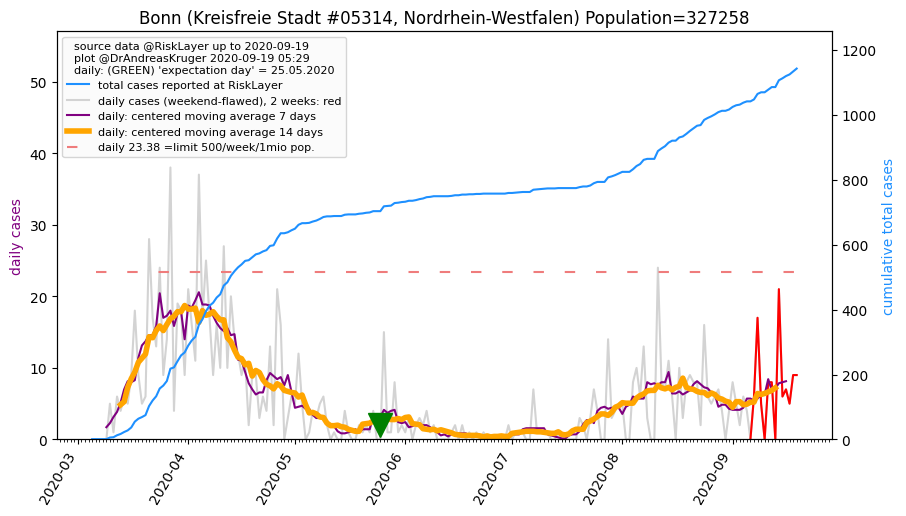 Bonn (Kreisfreie Stadt #05314, Nordrhein-Westfalen) Population=327258
source data @RiskLayer up to 2020-09-19
plot @DrAndreasKruger 2020-09-19 05:29
daily: (GREEN) 'expectation day' = 25.05.2020
total cases reported at RiskLayer
daily cases (weekend-flawed), 2 weeks: red
daily: centered moving average 7 days
daily: centered moving average 14 days
daily 23.38 =limit 500/week/1mio pop.
daily cases
50
40
30
20
10
0
cumulative total cases
1200
1000
800
600
400
200
0
2020-03
2020-04
2020-05
2020-06
2020-07
2020-08
2020-09